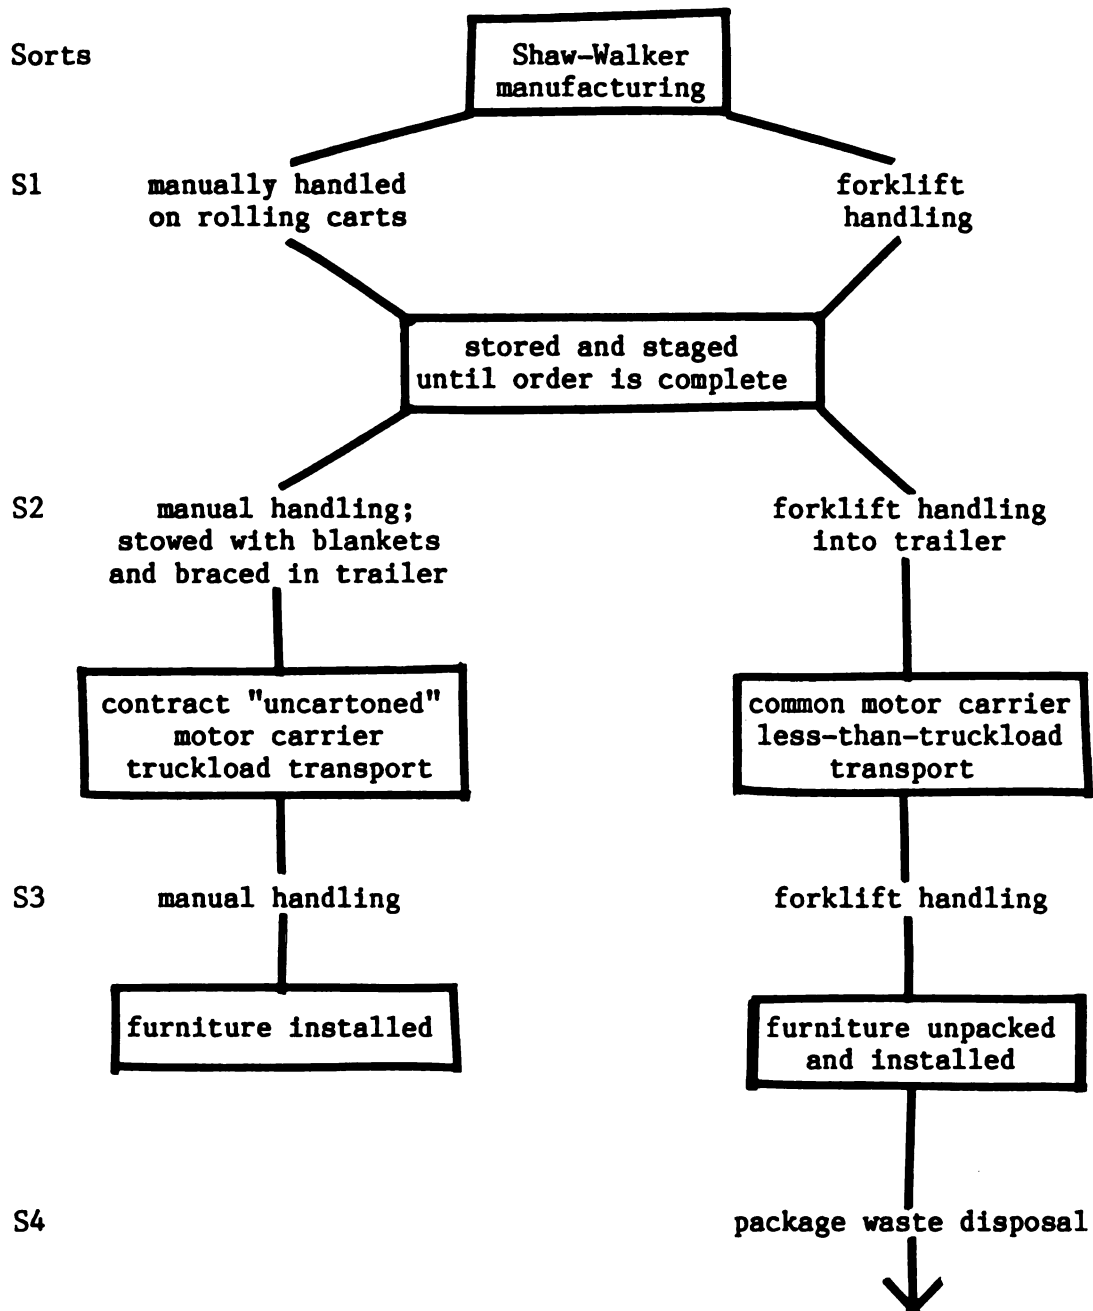 Sorts
Shaw-Walker
manufacturing
S1
manually handled
on rolling carts
forklift
handling
stored and staged
until order is complete
S2
manual handling;
stowed with blankets
and braced in trailer
forklift handling
into trailer
contract "uncartoned"
motor carrier
truckload transport
common motor carrier
less-than-truckload
transport
S3
manual handling
forklift handling
furniture installed
furniture unpacked
and installed
S4
package waste disposal